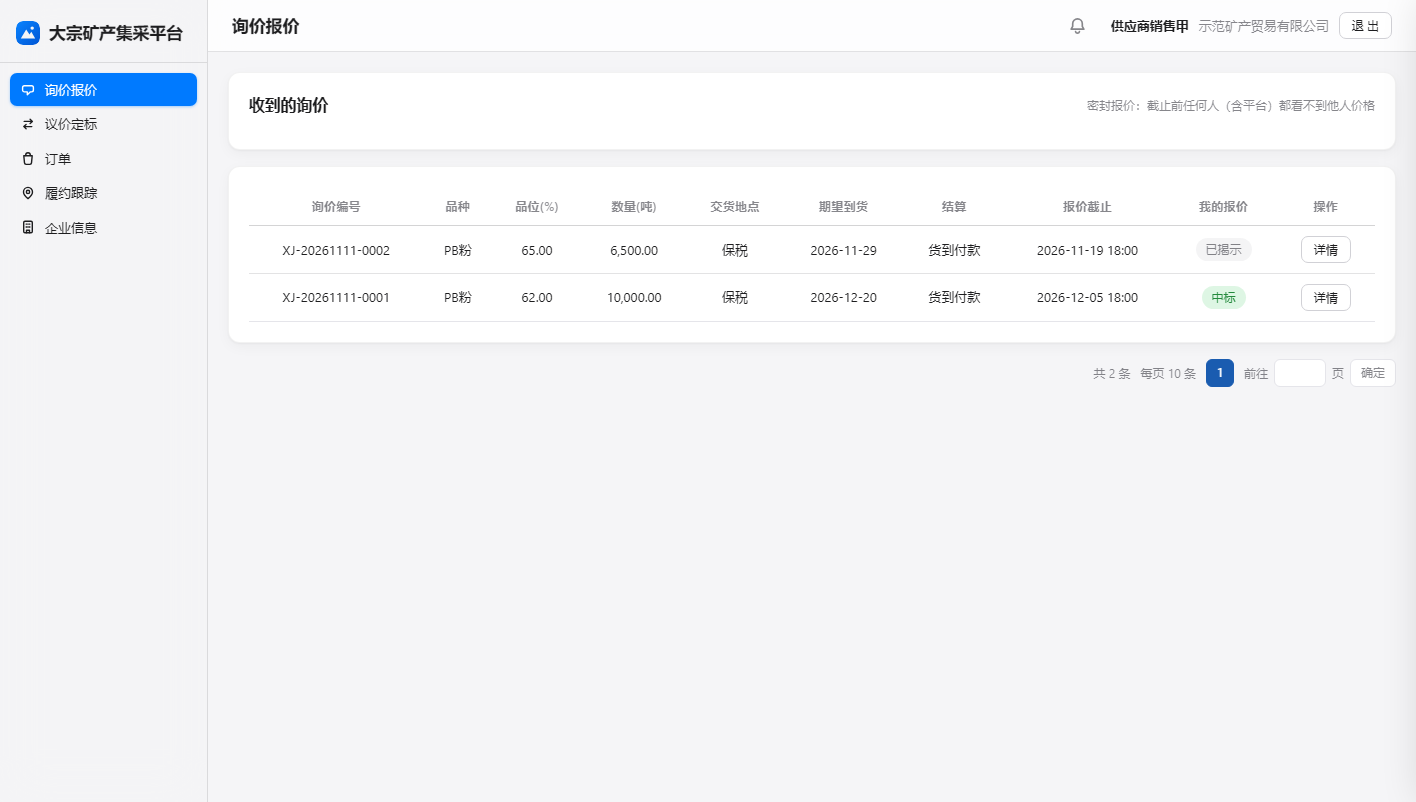 大宗矿产集采平台
询价报价
供应商销售甲 示范矿产贸易有限公司 退 出
询价报价
议价定标
订单
履约跟踪
企业信息
收到的询价
密封报价：截止前任何人（含平台）都看不到他人价格
询价编号 品种 品位(%) 数量(吨) 交货地点 期望到货 结算 报价截止 我的报价 操作
XJ-20261111-0002 PB粉 65.00 6,500.00 保税 2026-11-29 货到付款 2026-11-19 18:00 已揭示 详情
XJ-20261111-0001 PB粉 62.00 10,000.00 保税 2026-12-20 货到付款 2026-12-05 18:00 中标 详情
共 2 条 每页 10 条 1 前往 页 确定